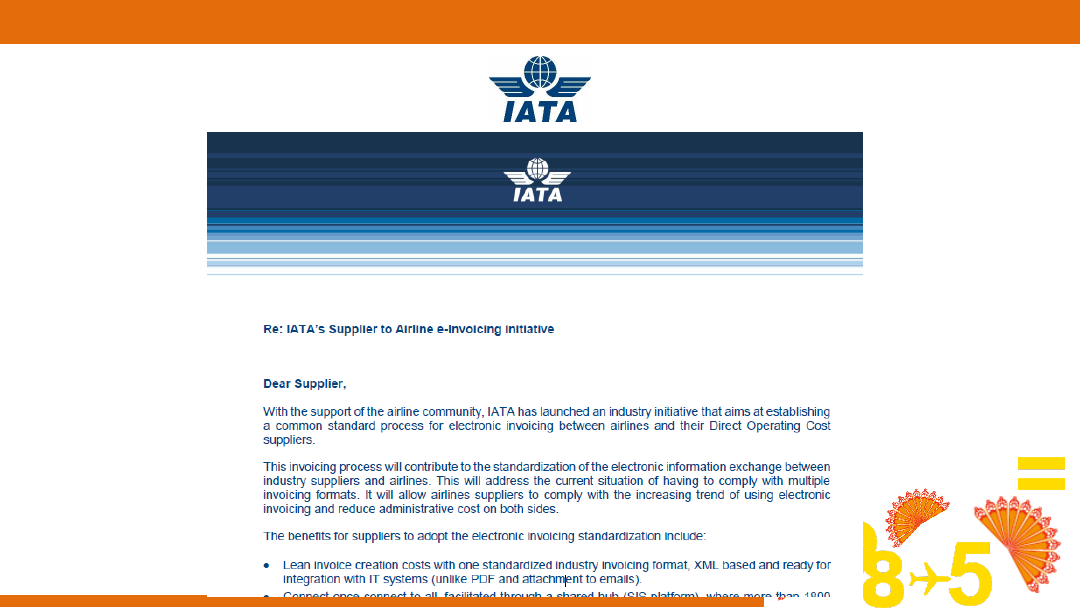 IATA
IATA
Re: IATA's Supplier to Airline e-Invoicing initiative
Dear Supplier,
With the support of the airline community, IATA has launched an industry initiative that aims at establishing
a common standard process for electronic invoicing between airlines and their Direct Operating Cost
suppliers.
This invoicing process will contribute to the standardization of the electronic information exchange between
industry suppliers and airlines. This will address the current situation of having to comply with multiple
invoicing formats. It will allow airlines suppliers to comply with the increasing trend of using electronic
invoicing and reduce administrative cost on both sides.
The benefits for suppliers to adopt the electronic invoicing standardization include:
● Lean invoice creation costs with one standardized industry invoicing format, XML based and ready for
integration with IT systems (unlike PDF and attachment to emails).
● Connect once connect to all, facilitated through a shared hub (SIS platform), where more than 1800
8 5